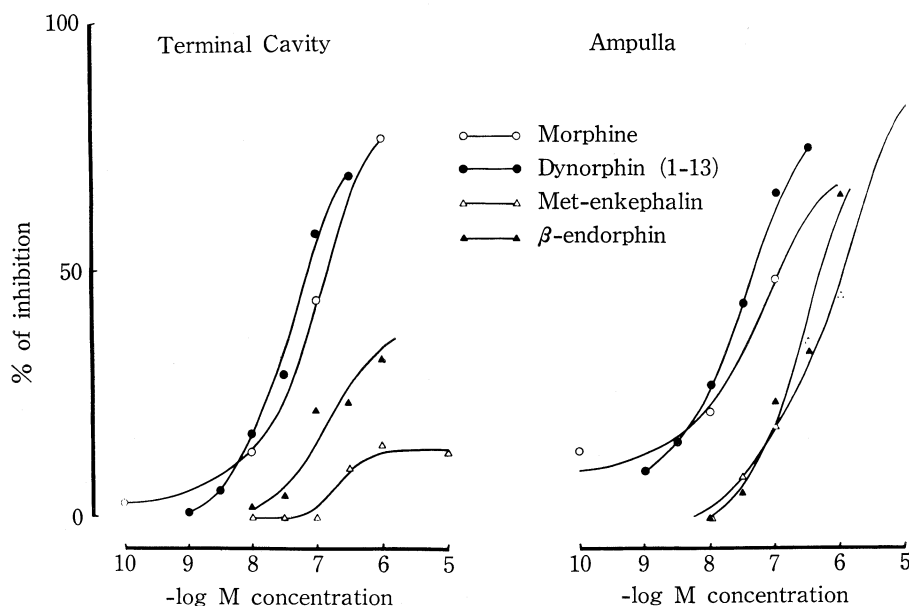 100
Terminal Cavity
Ampulla
Morphine
Dynorphin (1-13)
Met-enkephalin
β-endorphin
50
0
% of inhibition
10 9 8 7 6 5
-log M concentration
10 9 8 7 6 5
-log M concentration